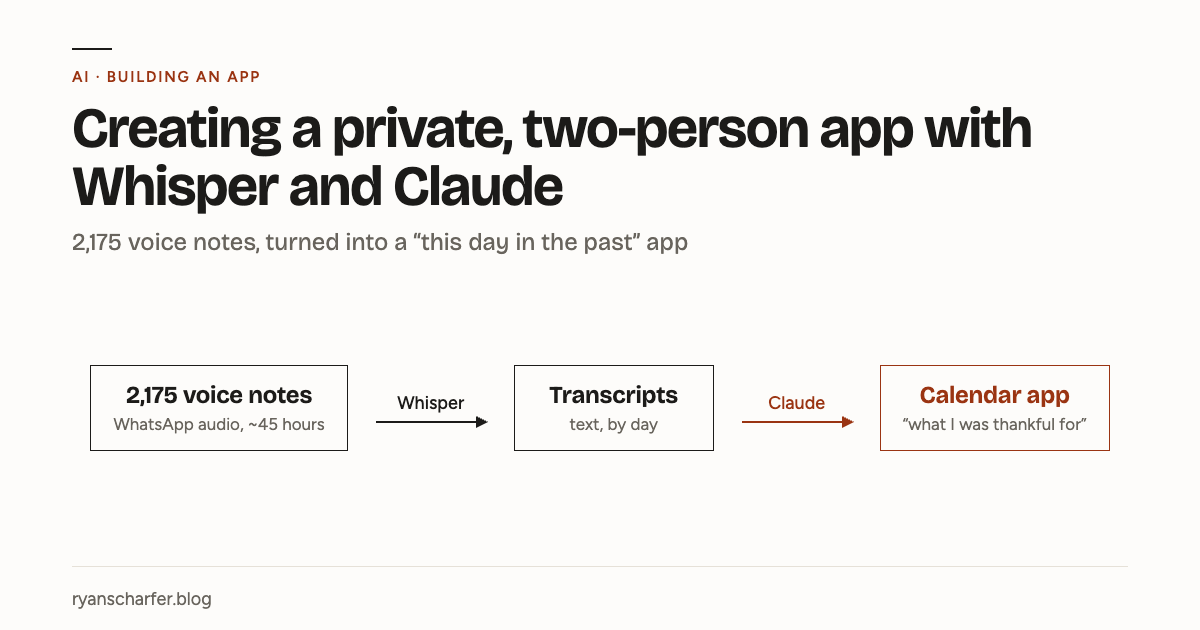 AI · BUILDING AN APP
Creating a private, two-person app with
Whisper and Claude
2,175 voice notes, turned into a “this day in the past” app
2,175 voice notes
WhatsApp audio, ~45 hours
Whisper
Transcripts
text, by day
Claude
Calendar app
“what I was thankful for”
ryanscharfer.blog